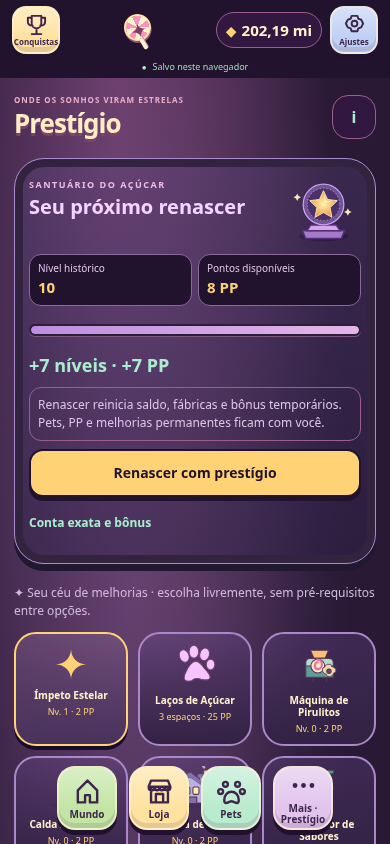 Conquistas
202,19 mi
Ajustes
Salvo neste navegador
ONDE OS SONHOS VIRAM ESTRELAS
Prestígio
i
SANTUÁRIO DO AÇÚCAR
Seu próximo renascer
Nível histórico
10
Pontos disponíveis
8 PP
+7 níveis · +7 PP
Renascer reinicia saldo, fábricas e bônus temporários.
Pets, PP e melhorias permanentes ficam com você.
Renascer com prestígio
Conta exata e bônus
✦ Seu céu de melhorias · escolha livremente, sem pré-requisitos
entre opções.
Ímpeto Estelar
Nv. 1 · 2 PP
Laços de Açúcar
3 espaços · 25 PP
Máquina de
Pirulitos
Nv. 0 · 2 PP
Calda
Nv. 0 · 2 PP
de
Nv. 0 · 2 PP
Sabores
Nv. 0 · 2 PP
Mundo
Loja
Pets
Mais ·
Prestígio